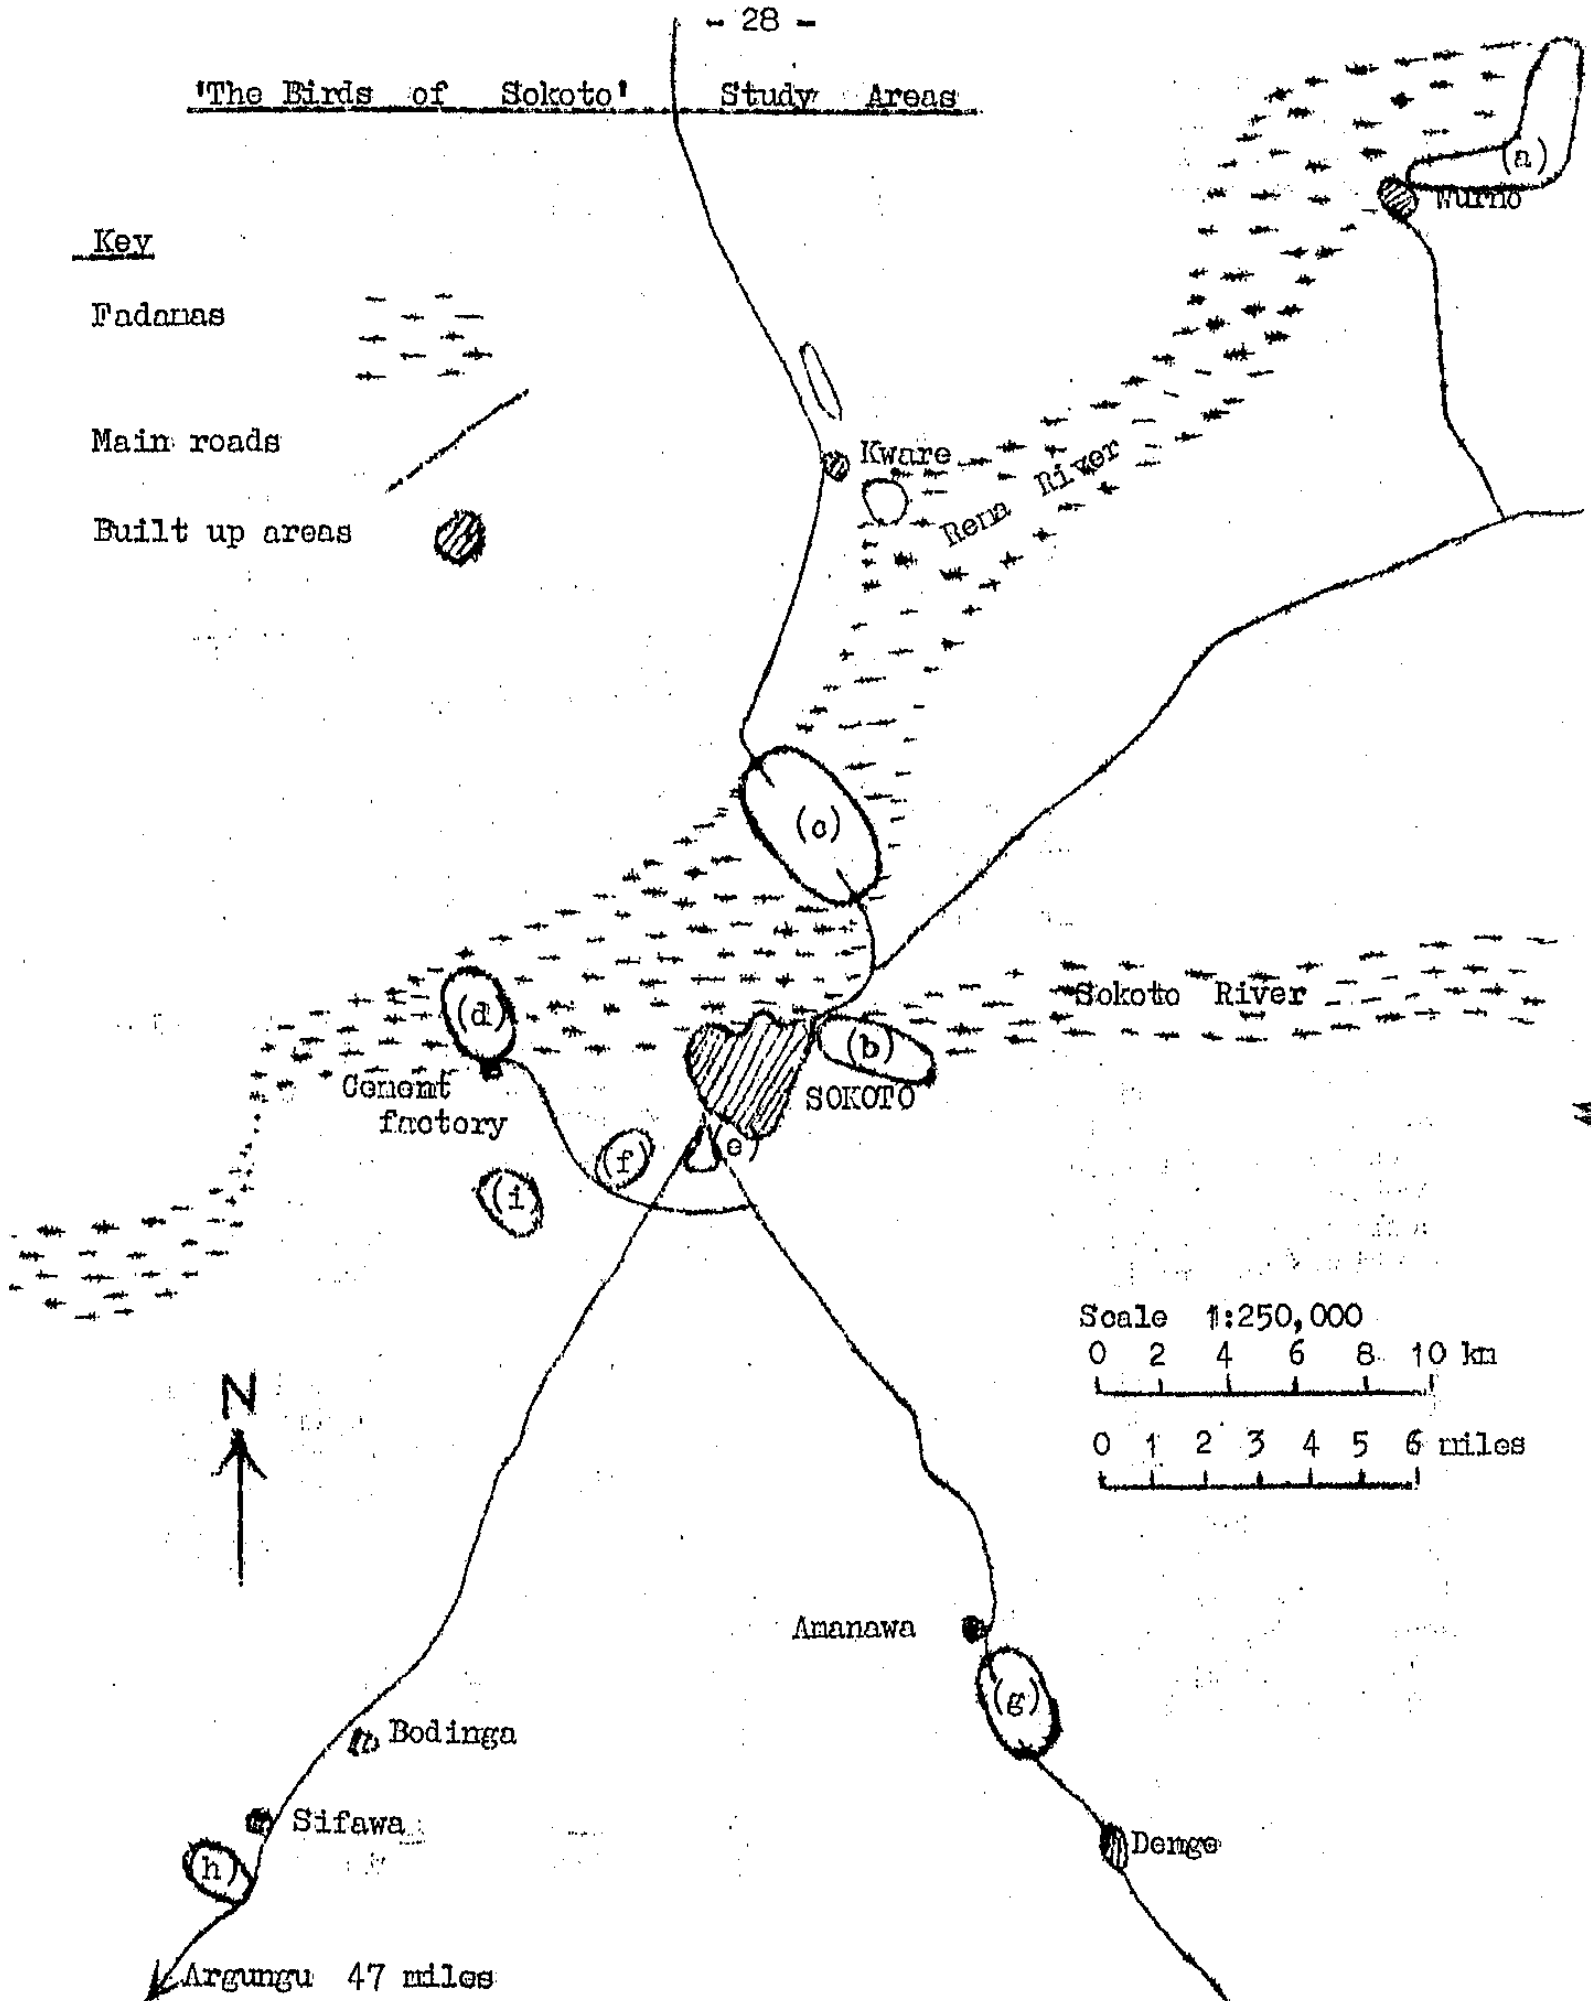 - 28 -
'The Birds of Sokoto' Study Areas
(a)
Wurno
Key
Fadamas
Main roads
Kware
Rema River
Built up areas
(c)
Sokoto River
(d)
(b)
Cement
factory
SOKOTO
(e)
(f)
(i)
Scale 1:250,000
0 2 4 6 8 10 km
N
0 1 2 3 4 5 6 miles
Amanawa
(g)
Bodinga
Sifawa
Denge
(h)
Argungu 47 miles